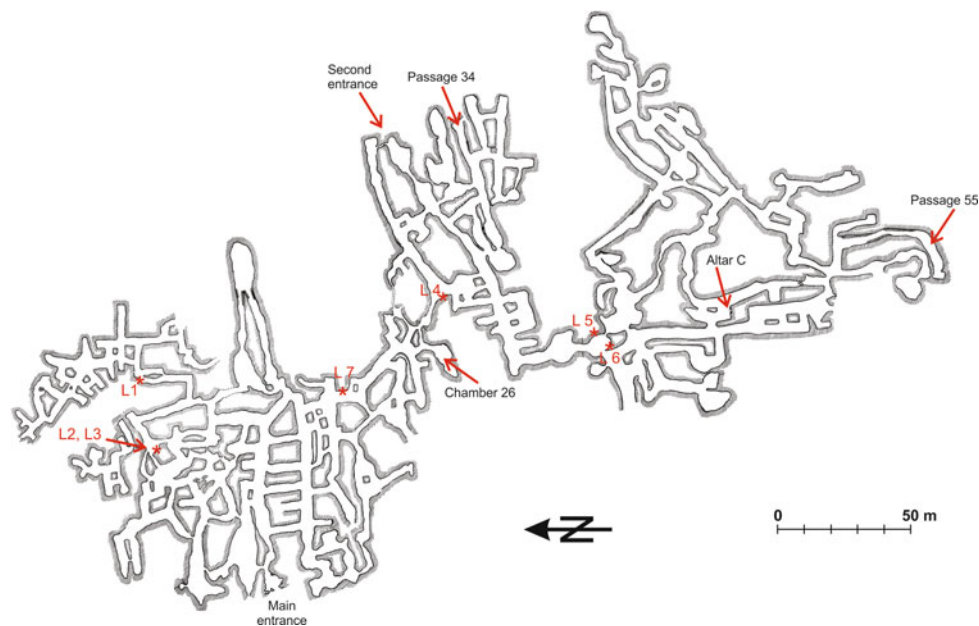 Second
entrance
Passage 34
Passage 55
Altar C
L 4
L 5
L 6
L1
L 7
Chamber 26
L2, L3
N
0 50 m
Main
entrance